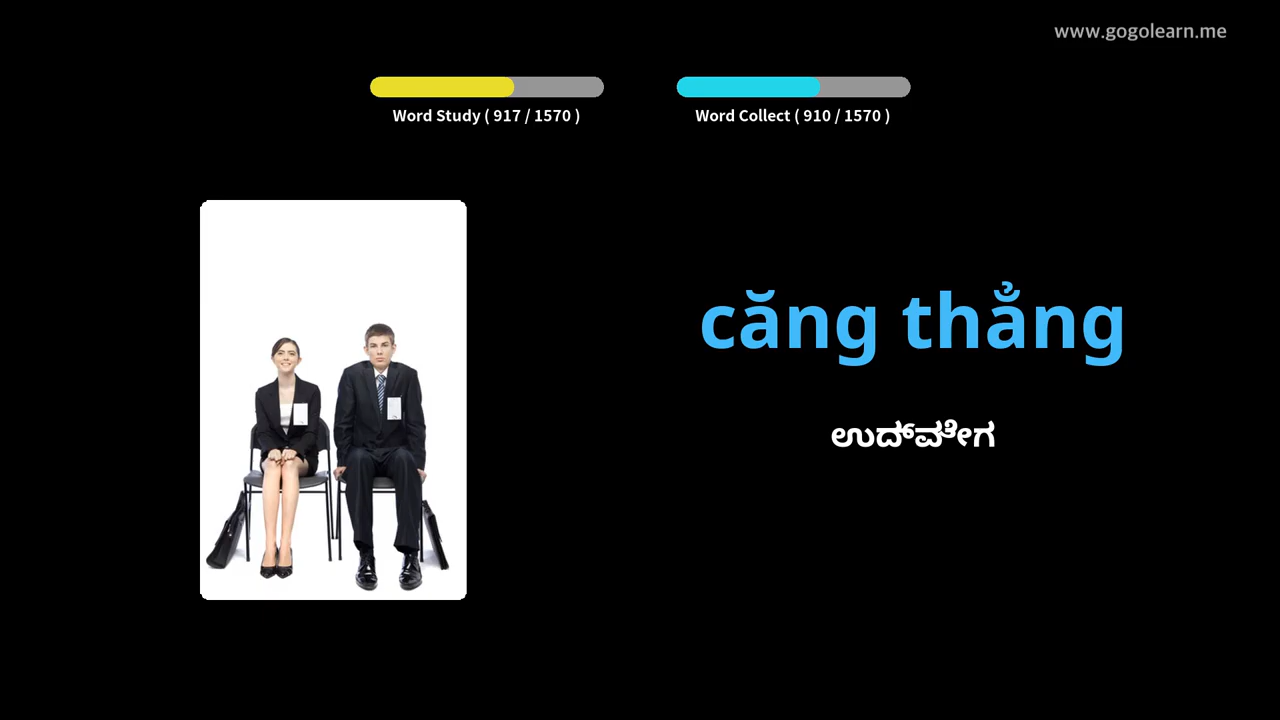 www.gogolearn.me
Word Study ( 917 / 1570 )
Word Collect ( 910 / 1570 )
căng thẳng
ಉದ್ವೇಗ